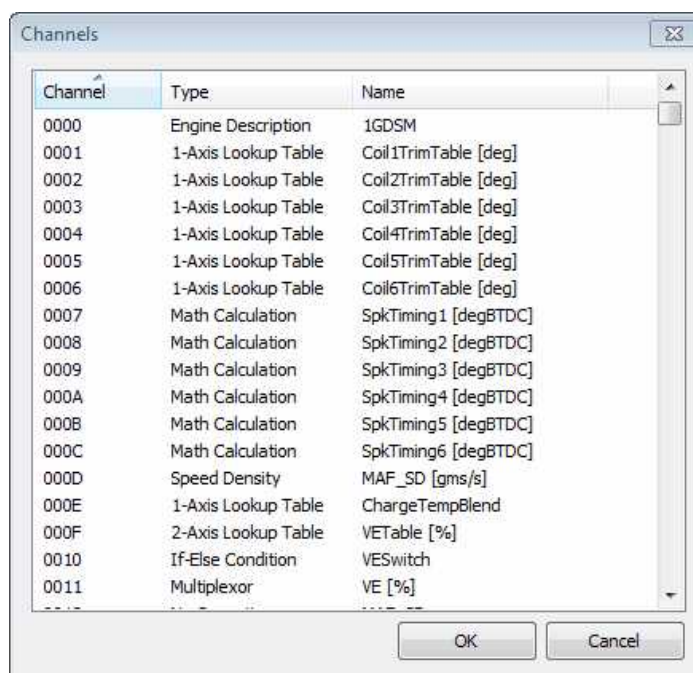 Channels
Channel Type Name
0000 Engine Description 1GDSM
0001 1-Axis Lookup Table Coil1TrimTable [deg]
0002 1-Axis Lookup Table Coil2TrimTable [deg]
0003 1-Axis Lookup Table Coil3TrimTable [deg]
0004 1-Axis Lookup Table Coil4TrimTable [deg]
0005 1-Axis Lookup Table Coil5TrimTable [deg]
0006 1-Axis Lookup Table Coil6TrimTable [deg]
0007 Math Calculation SpkTiming1 [degBTDC]
0008 Math Calculation SpkTiming2 [degBTDC]
0009 Math Calculation SpkTiming3 [degBTDC]
000A Math Calculation SpkTiming4 [degBTDC]
000B Math Calculation SpkTiming5 [degBTDC]
000C Math Calculation SpkTiming6 [degBTDC]
000D Speed Density MAF_SD [gms/s]
000E 1-Axis Lookup Table ChargeTempBlend
000F 2-Axis Lookup Table VETable [%]
0010 If-Else Condition VESwitch
0011 Multiplexor VE [%]
OK Cancel